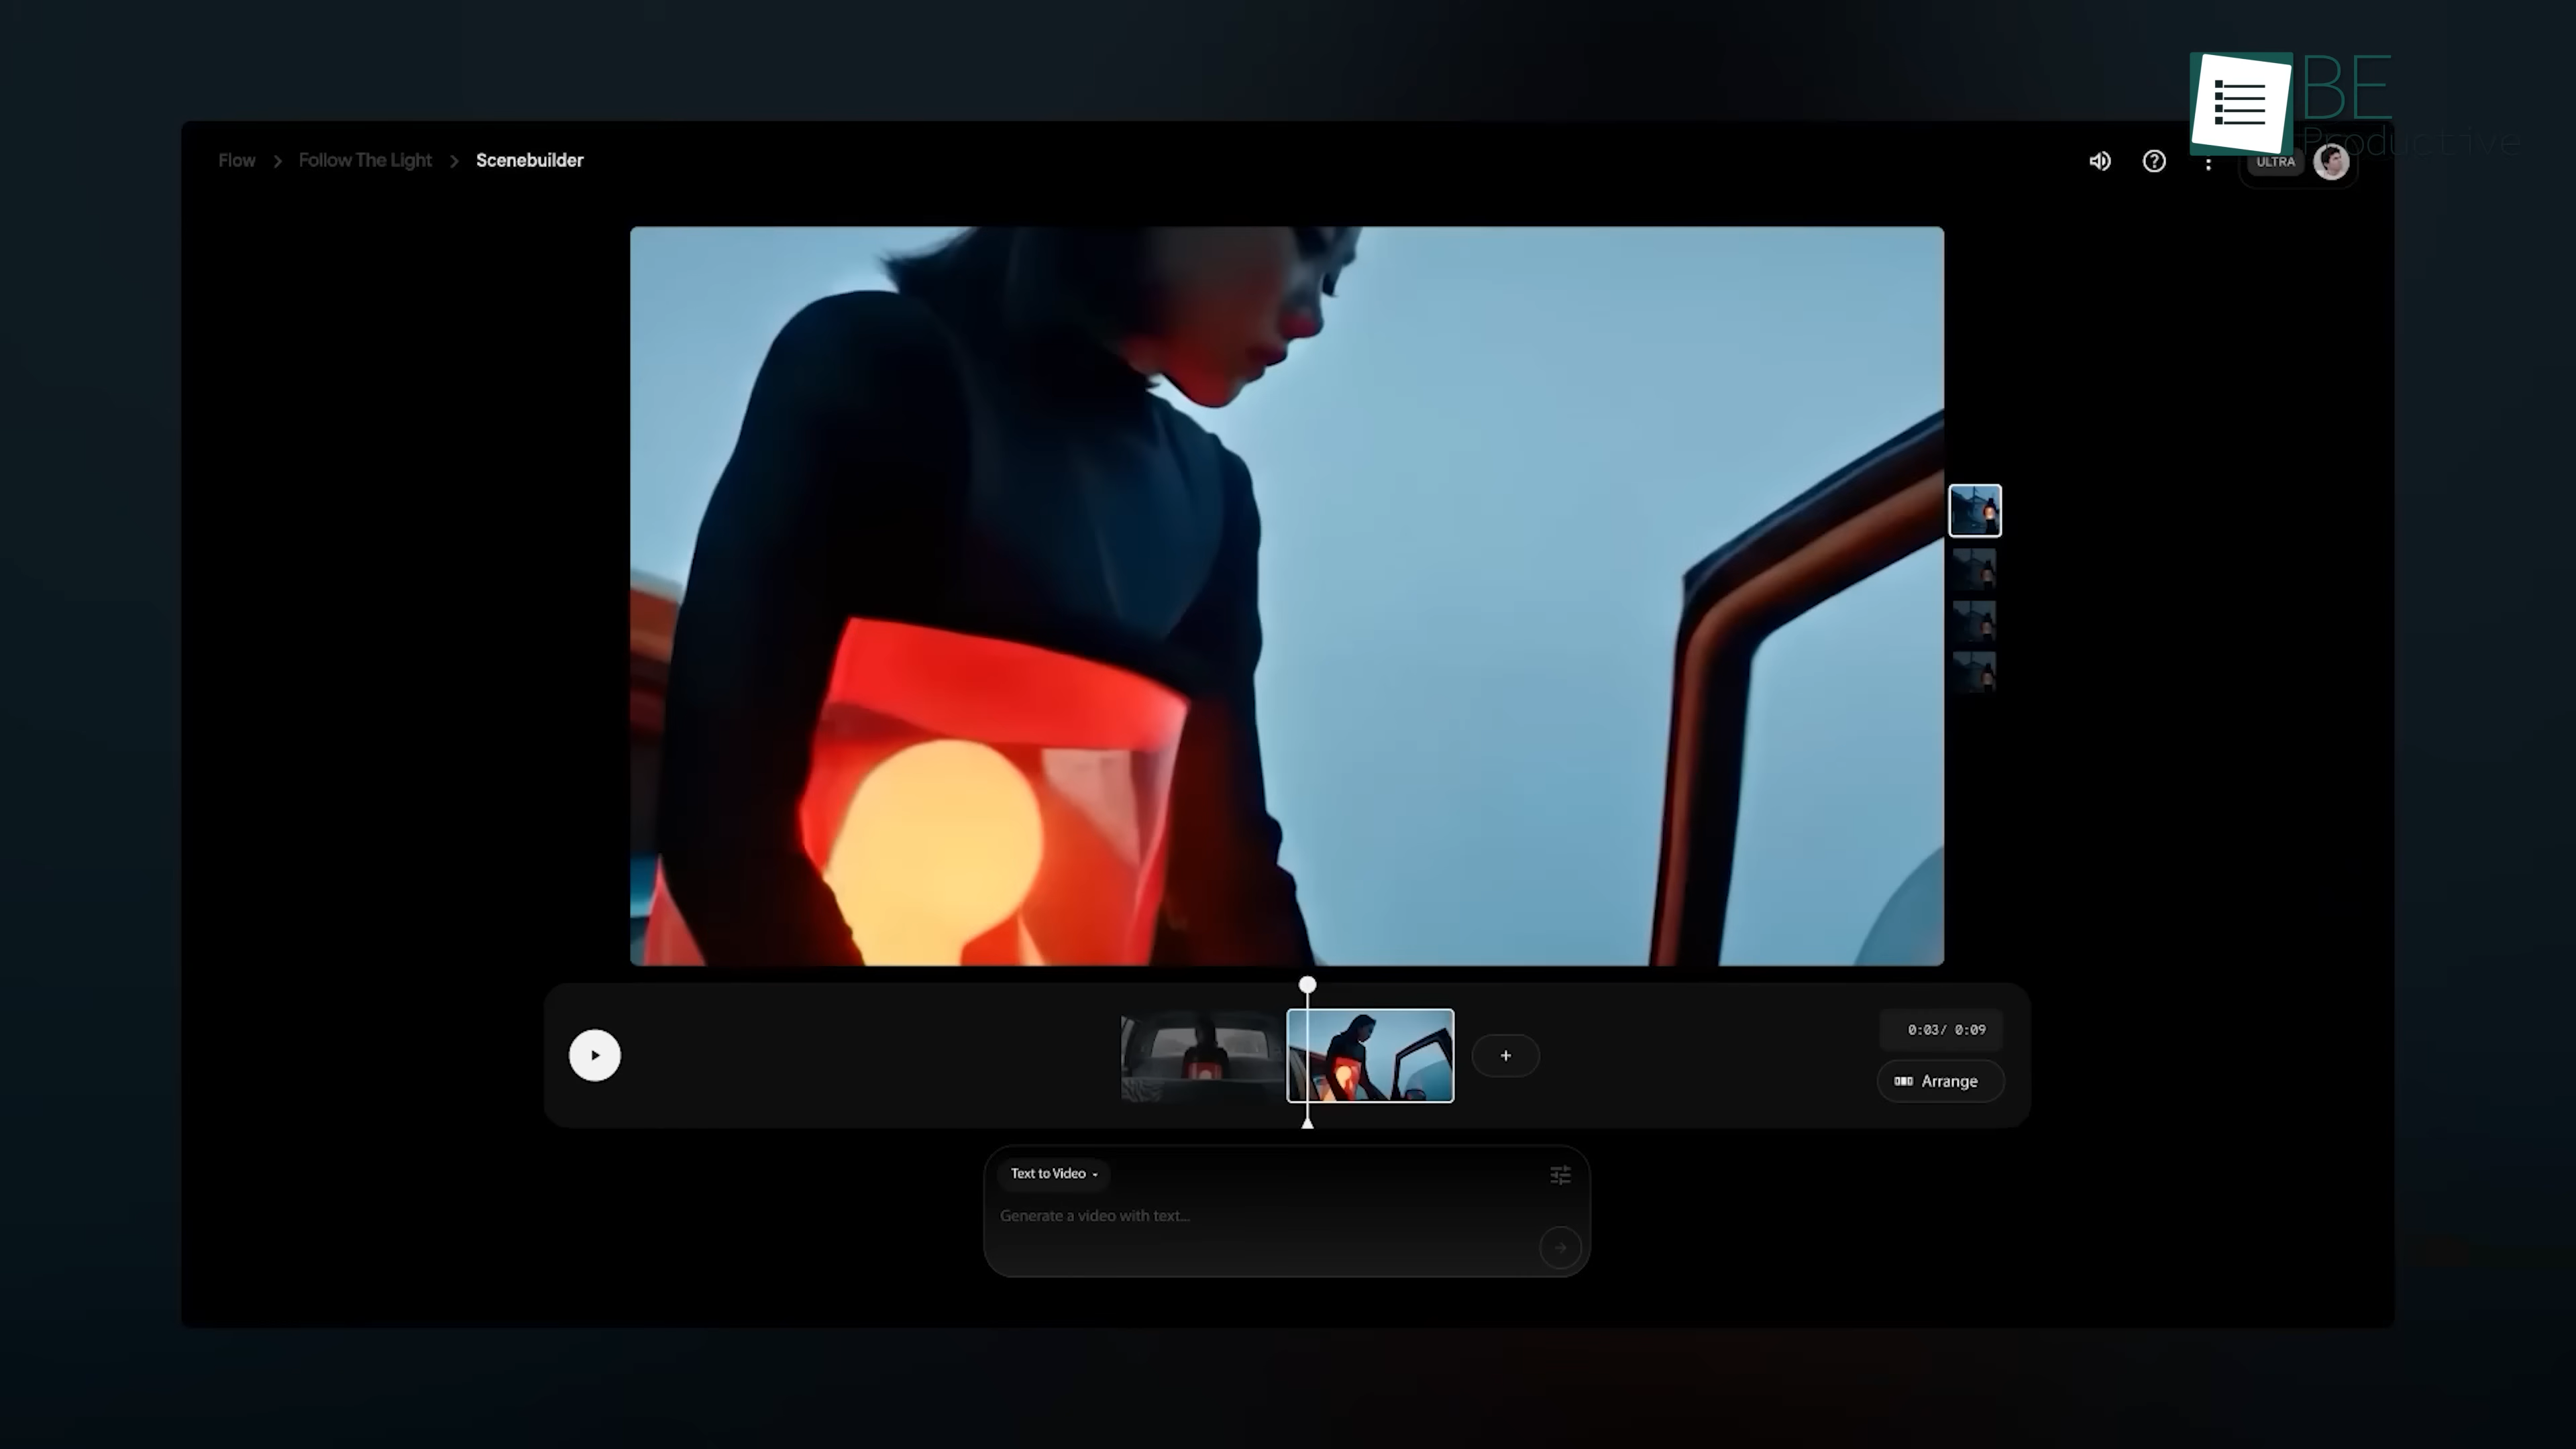 BE
Productive
Flow > Follow The Light > Scenebuilder
ULTRA
0:03/ 0:09
Arrange
Text to Video
Generate a video with text...